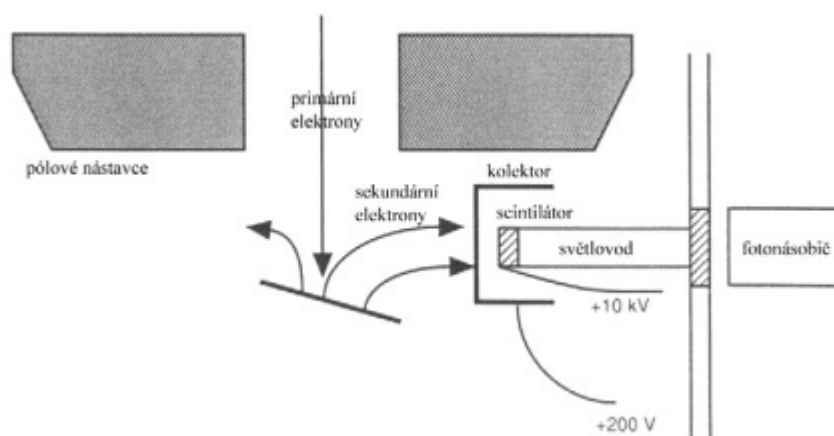 primární
elektrony
pólové nástavce
kolektor
sekundární
elektrony
scintilátor
světlovod
fotonásobič
+10 kV
+200 V